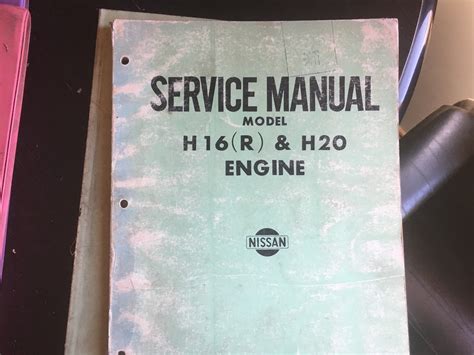 SERVICE MANUAL
MODEL
H16(R) & H20
ENGINE
NISSAN